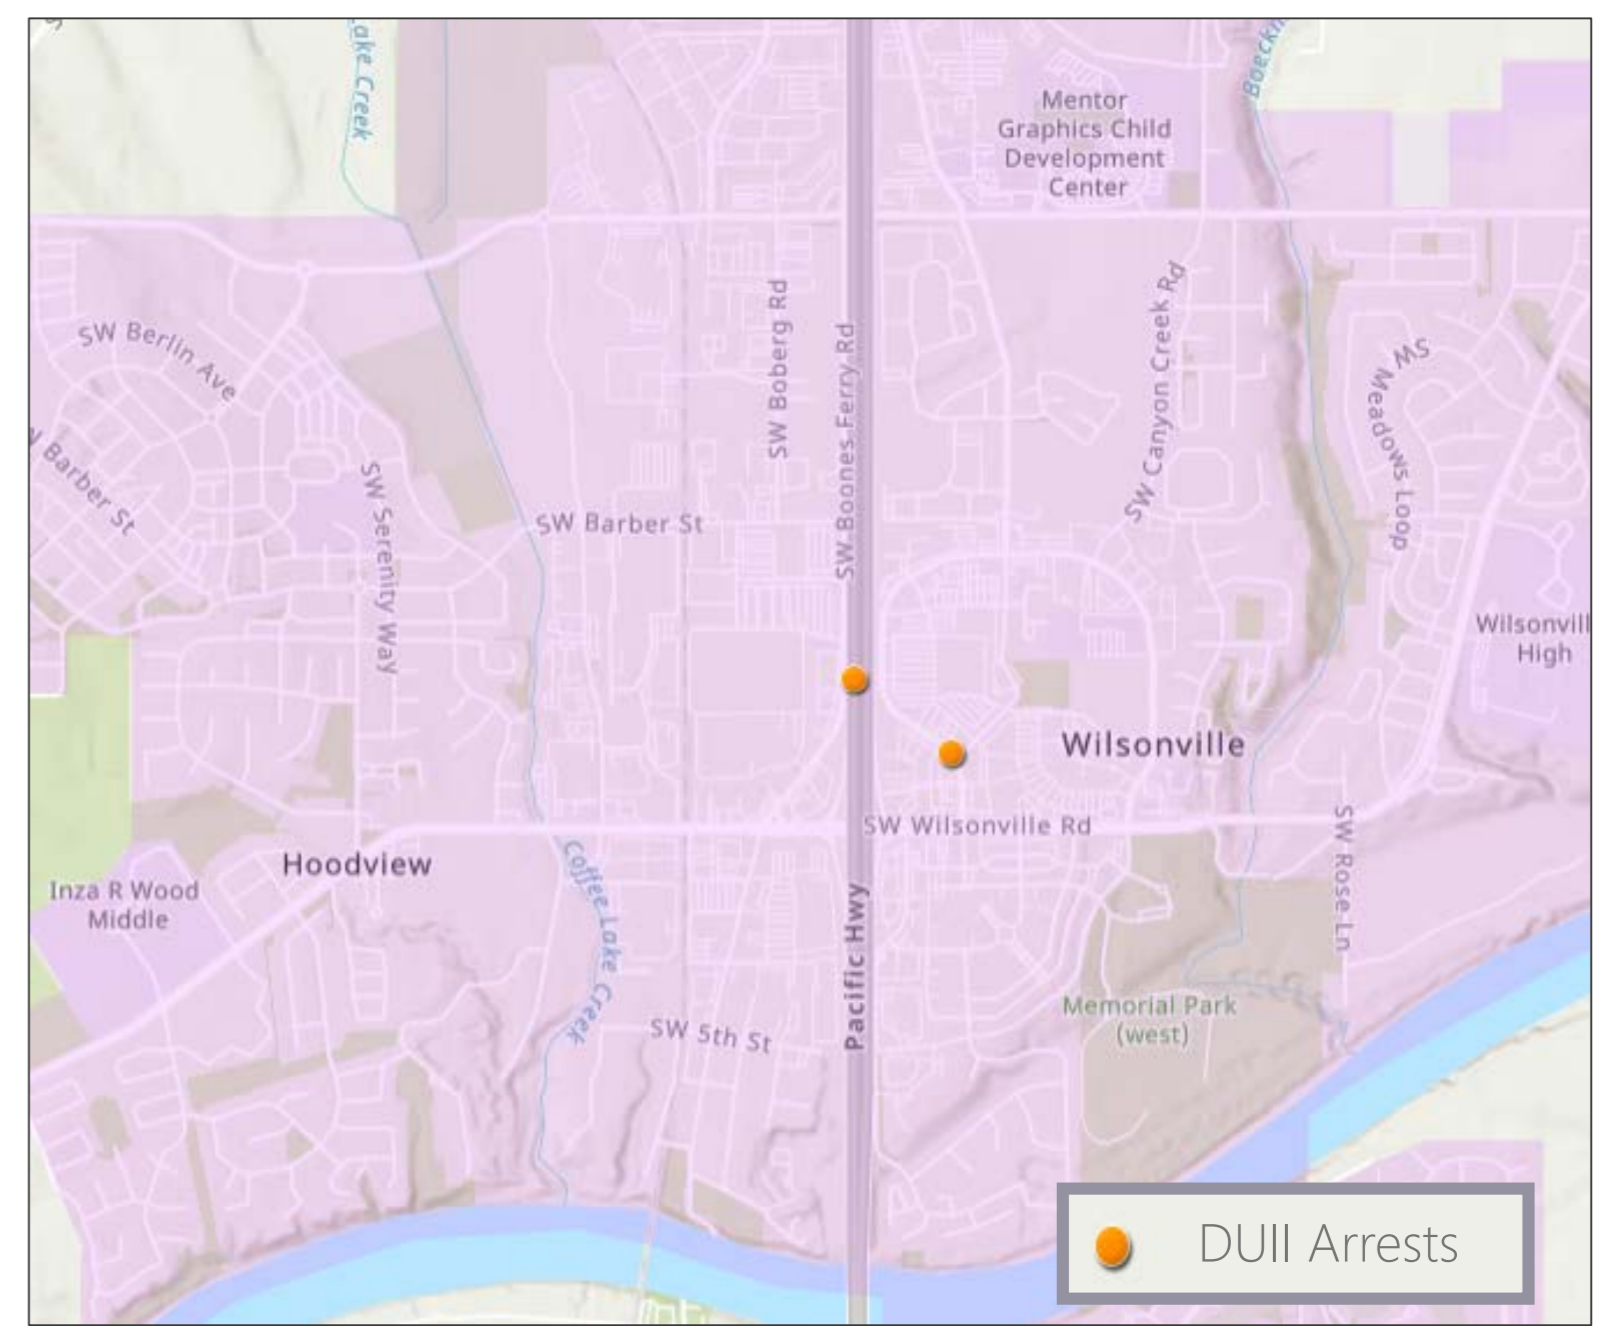 ake Creek
Boeckm
Mentor
Graphics Child
Development
Center
SW Berlin Ave
SW Boberg Rd
SW Boones Ferry Rd
SW Canyon Creek Rd
SW Meadows Loop
Barber St
SW Serenity Way
SW Barber St
Wilsonvill
High
Wilsonville
SW Wilsonville Rd
Hoodview
Inza R Wood
Middle
Coffee Lake Creek
Pacific Hwy
SW Rose Ln
Memorial Park
(west)
SW 5th St
DUII Arrests